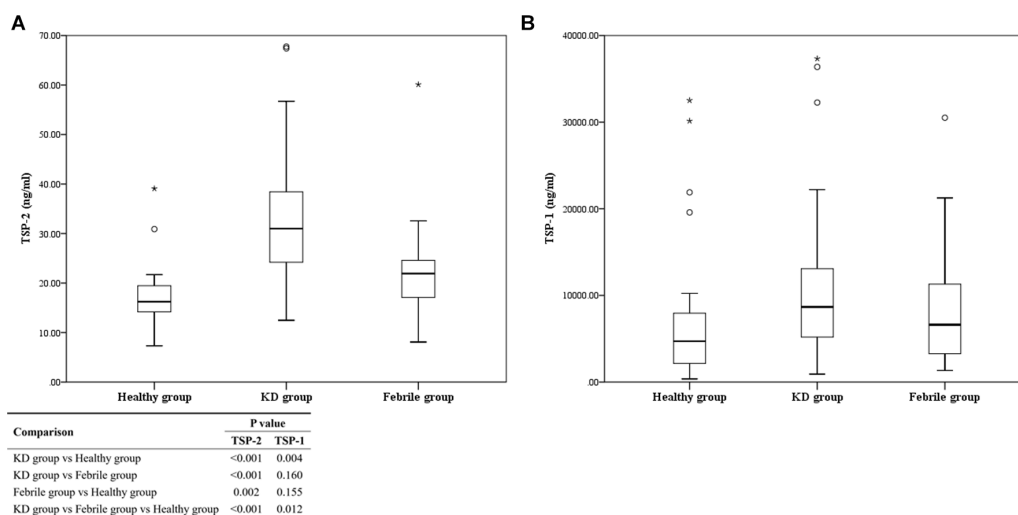 A
B
70.00
60.00
50.00
40.00
30.00
20.00
10.00
.00
TSP-2 (ng/ml)
Healthy group KD group Febrile group
40000.00
30000.00
20000.00
10000.00
.00
TSP-1 (ng/ml)
Healthy group KD group Febrile group
Comparison P value
TSP-2 TSP-1
KD group vs Healthy group <0.001 0.004
KD group vs Febrile group <0.001 0.160
Febrile group vs Healthy group 0.002 0.155
KD group vs Febrile group vs Healthy group <0.001 0.012